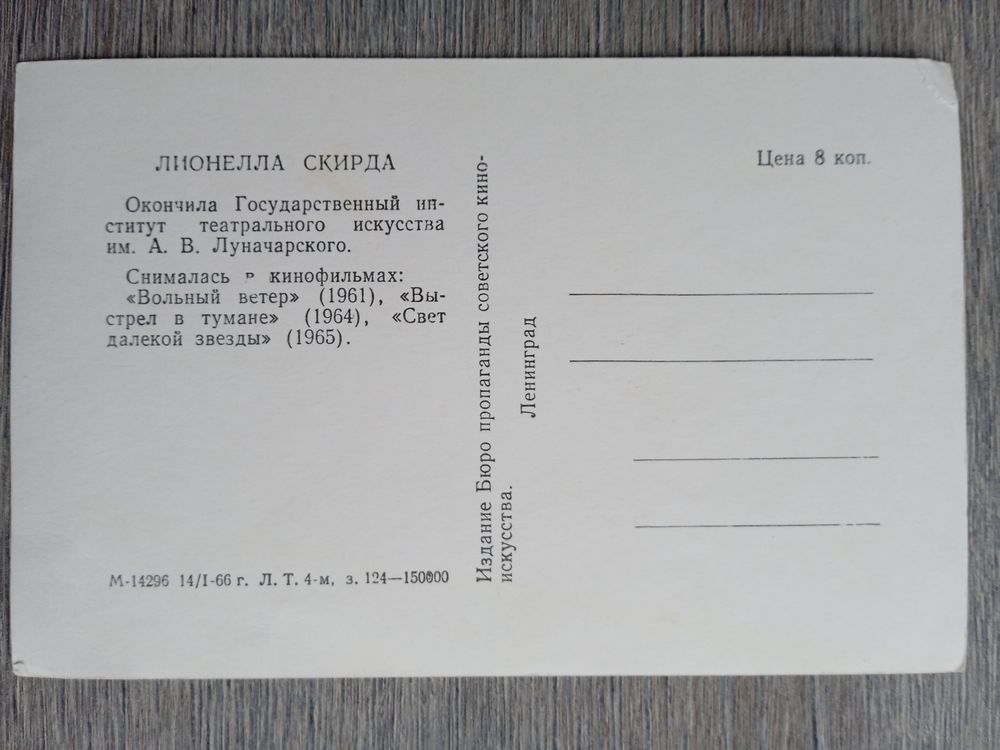 ЛИОНЕЛЛА СКИРДА
Окончила Государственный ин-
ститут театрального искусства
им. А. В. Луначарского.
Снималась в кинофильмах:
«Вольный ветер» (1961), «Вы-
стрел в тумане» (1964), «Свет
далекой звезды» (1965).
М-14296 14/I-66 г. Л. Т. 4-м, з. 124—150000
Издание Бюро пропаганды советского кино-
искусства.
Ленинград
Цена 8 коп.